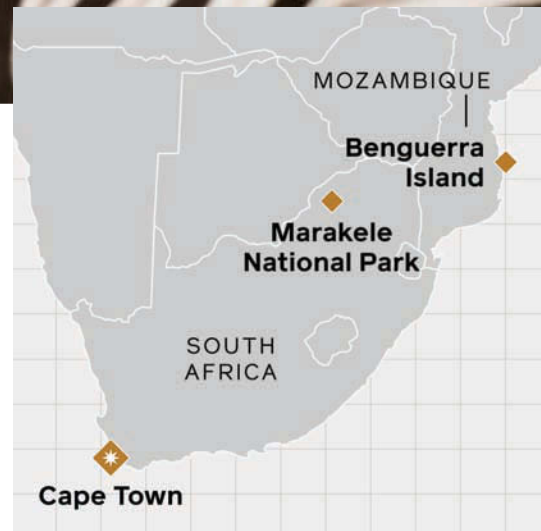 MOZAMBIQUE
Benguerra
Island
Marakele
National Park
SOUTH
AFRICA
Cape Town